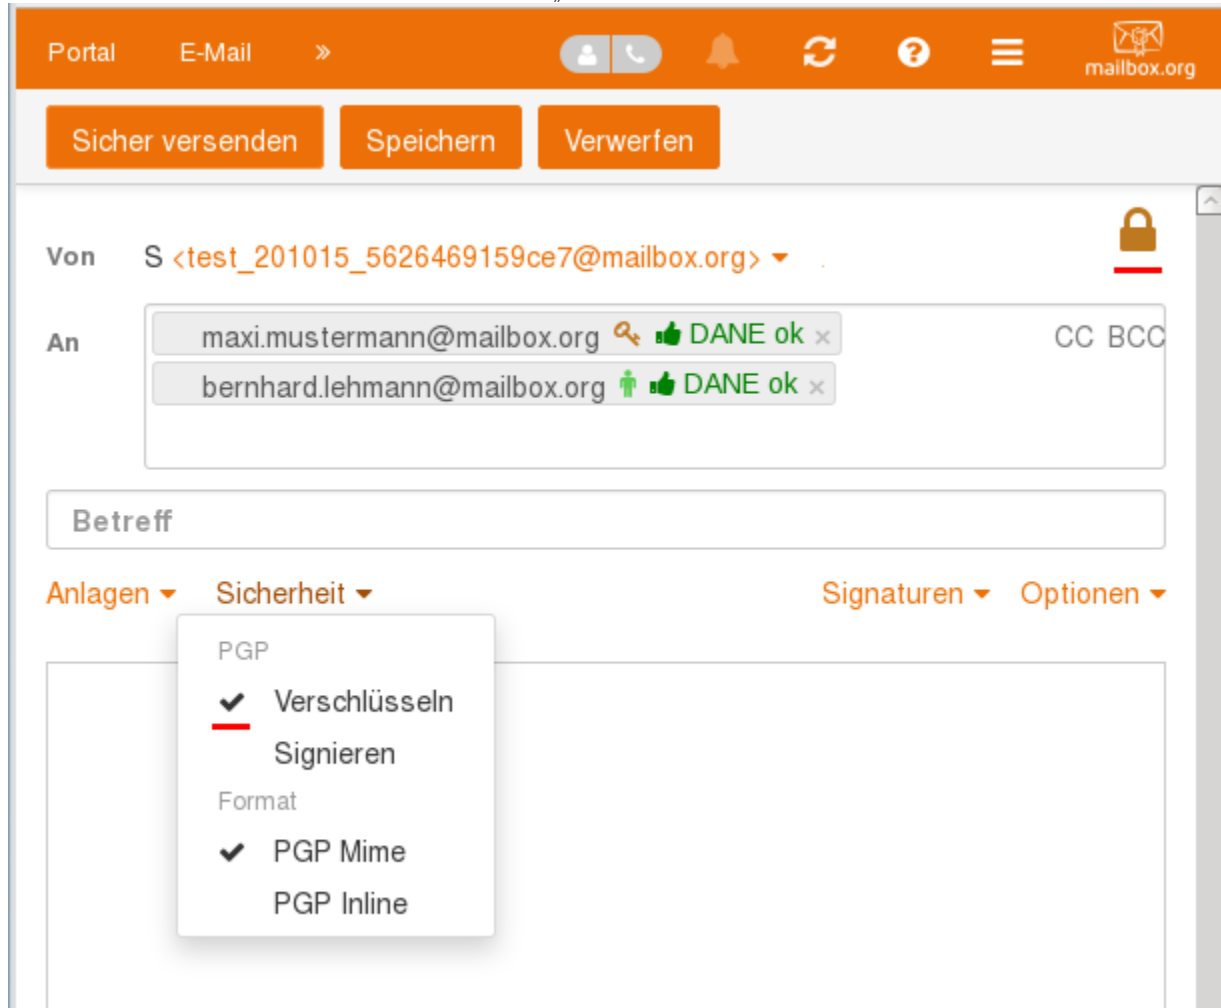 Portal E-Mail »
mailbox.org
Sicher versenden Speichern Verwerfen
Von S <test_201015_5626469159ce7@mailbox.org>
An maxi.mustermann@mailbox.org DANE ok × CC BCC
bernhard.lehmann@mailbox.org DANE ok ×
Betreff
Anlagen Sicherheit Signaturen Optionen
PGP
Verschlüsseln
Signieren
Format
PGP Mime
PGP Inline